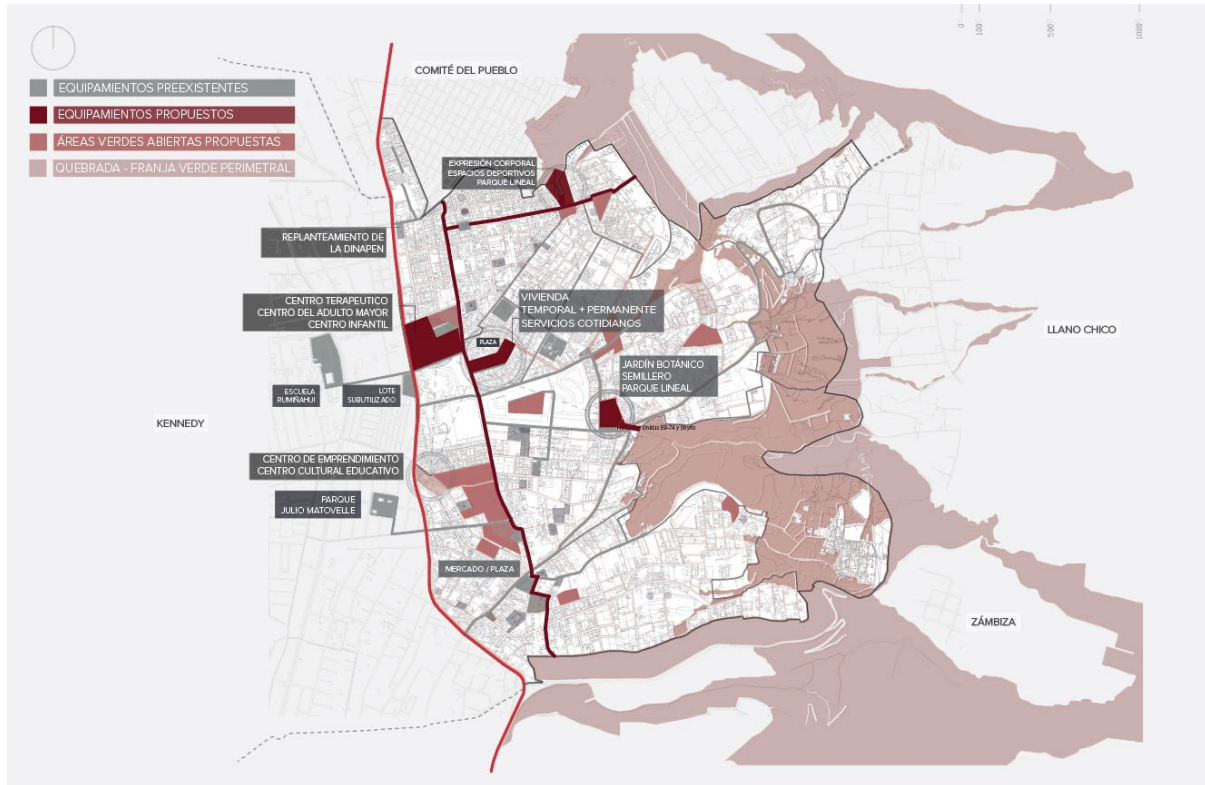 0
100
500
1000
COMITÉ DEL PUEBLO
EQUIPAMIENTOS PREEXISTENTES
EQUIPAMIENTOS PROPUESTOS
ÁREAS VERDES ABIERTAS PROPUESTAS
QUEBRADA - FRANJA VERDE PERIMETRAL
EXPRESIÓN CORPORAL
ESPACIOS DEPORTIVOS
PARQUE LINEAL
REPLANTEAMIENTO DE
LA DINAPEN
CENTRO TERAPEUTICO
CENTRO DEL ADULTO MAYOR
CENTRO INFANTIL
VIVIENDA
TEMPORAL + PERMANENTE
SERVICIOS COTIDIANOS
PLAZA
LLANO CHICO
JARDÍN BOTÁNICO
SEMILLERO
PARQUE LINEAL
ESCUELA
RUMIÑAHUI
LOTE
SUBUTILIZADO
KENNEDY
CENTRO DE EMPRENDIMIENTO
CENTRO CULTURAL EDUCATIVO
PARQUE
JULIO MATOVELLE
MERCADO / PLAZA
ZÁMBIZA